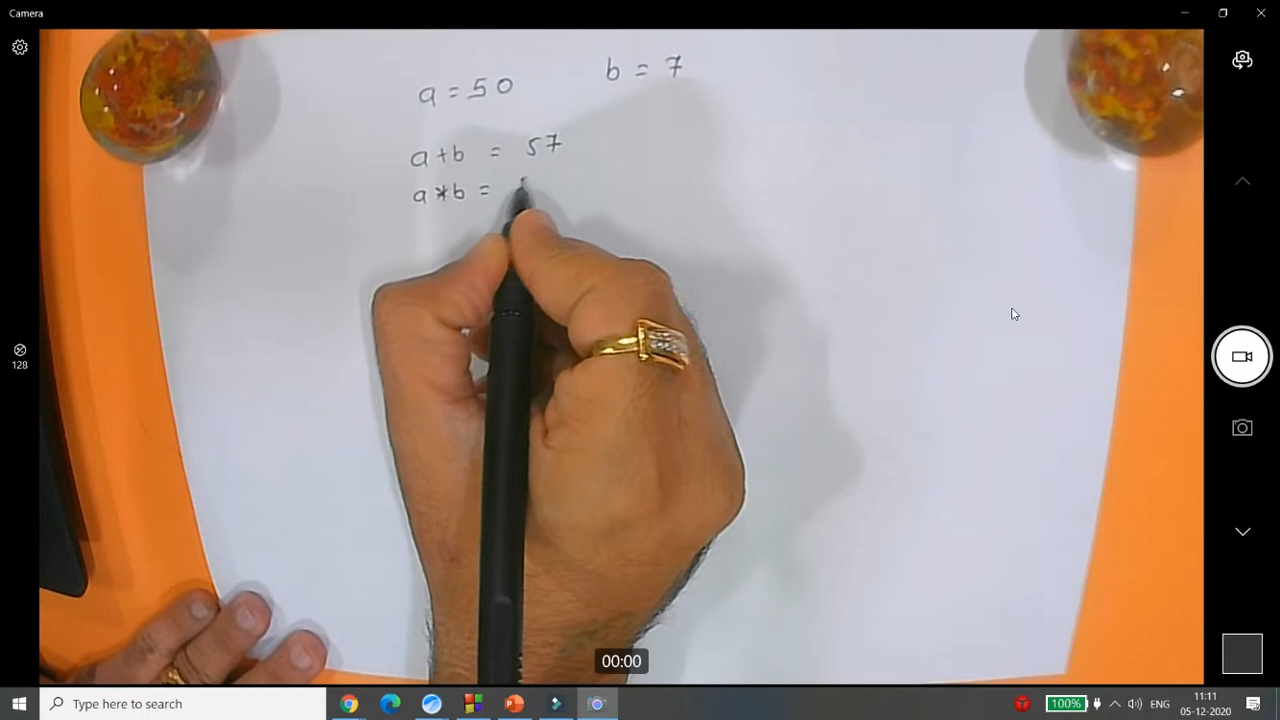 Camera
a = 50 b = 7
a+b = 57
a*b =
128
00:00
Type here to search
100%
ENG
11:11
05-12-2020